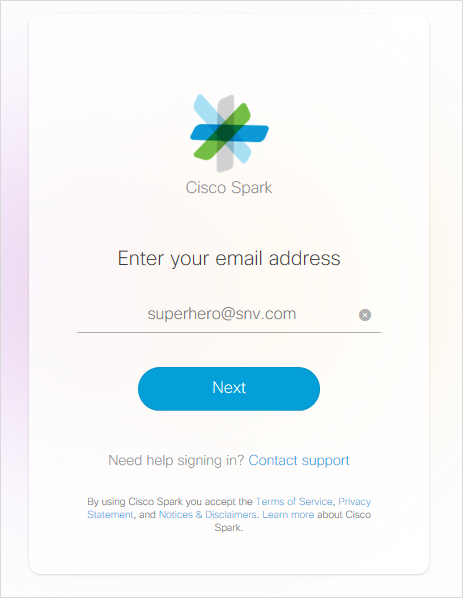 Cisco Spark
Enter your email address
superhero@snv.com
Next
Need help signing in? Contact support
By using Cisco Spark you accept the Terms of Service, Privacy
Statement, and Notices & Disclaimers. Learn more about Cisco
Spark.